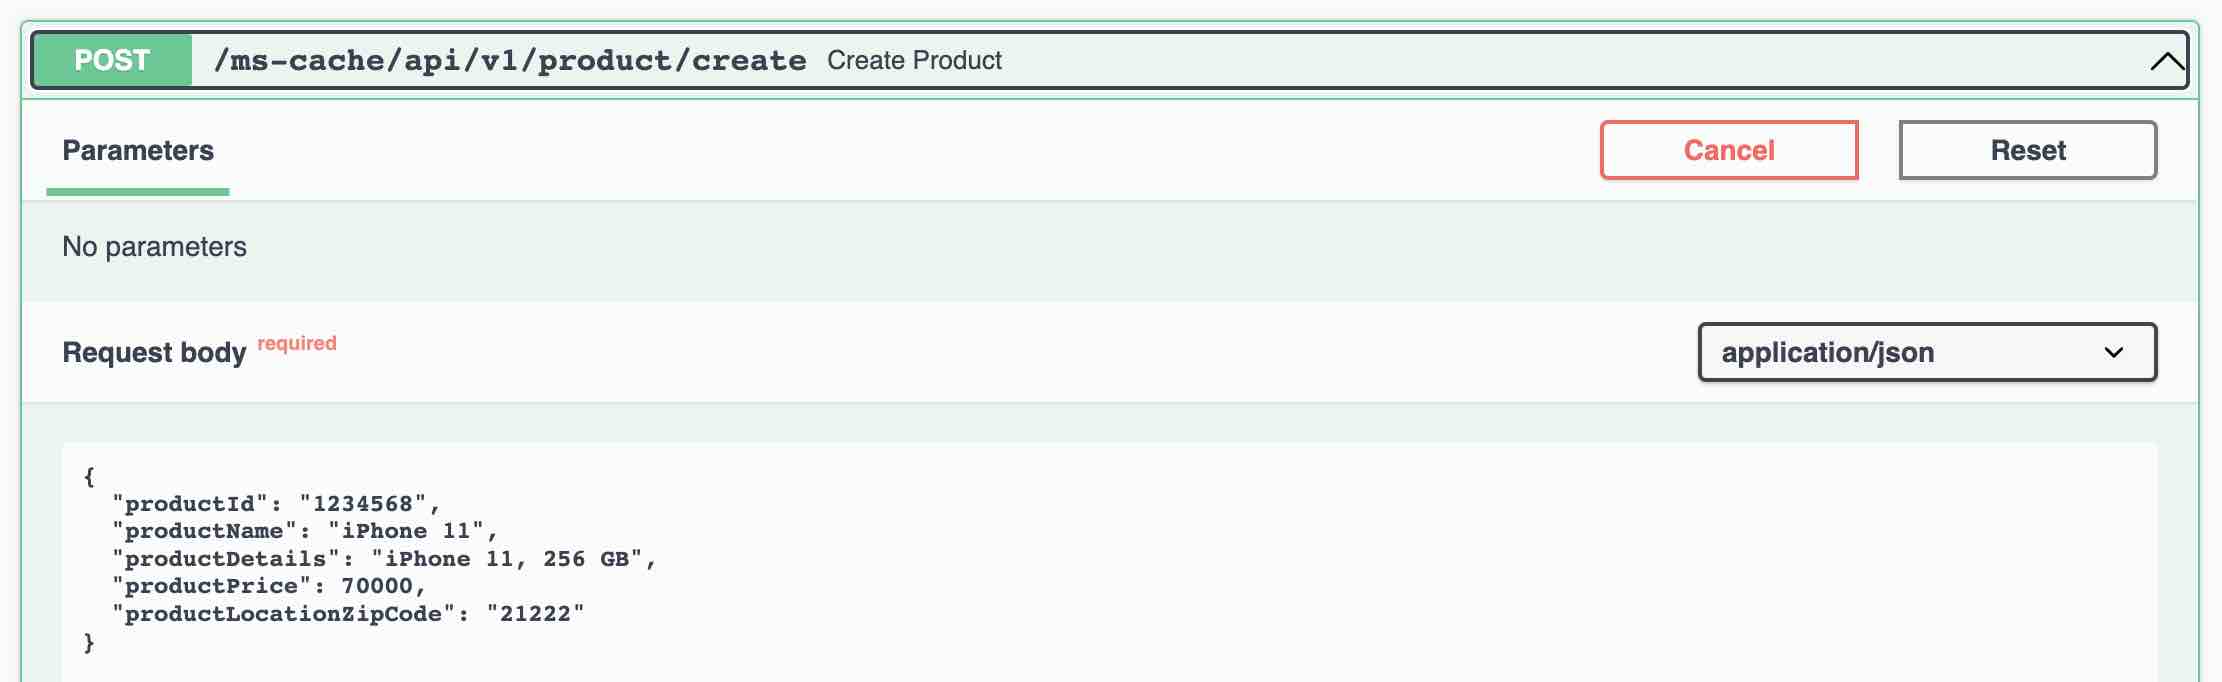 POST /ms-cache/api/v1/product/create Create Product
Parameters Cancel Reset
No parameters
Request body required application/json
{
  "productId": "1234568",
  "productName": "iPhone 11",
  "productDetails": "iPhone 11, 256 GB",
  "productPrice": 70000,
  "productLocationZipCode": "21222"
}